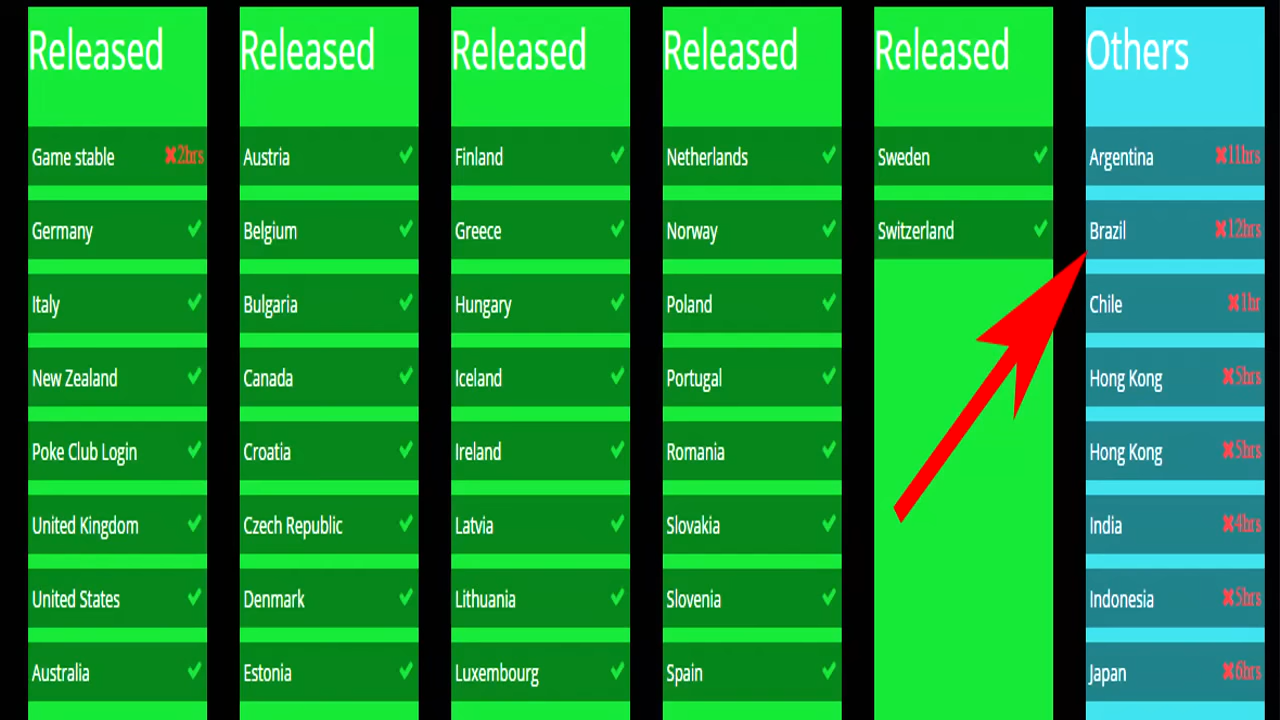 Released
Game stable ✖2hrs
Germany ✔
Italy ✔
New Zealand ✔
Poke Club Login ✔
United Kingdom ✔
United States ✔
Australia ✔
Released
Austria ✔
Belgium ✔
Bulgaria ✔
Canada ✔
Croatia ✔
Czech Republic ✔
Denmark ✔
Estonia ✔
Released
Finland ✔
Greece ✔
Hungary ✔
Iceland ✔
Ireland ✔
Latvia ✔
Lithuania ✔
Luxembourg ✔
Released
Netherlands ✔
Norway ✔
Poland ✔
Portugal ✔
Romania ✔
Slovakia ✔
Slovenia ✔
Spain ✔
Released
Sweden ✔
Switzerland ✔
Others
Argentina ✖11hrs
Brazil ✖12hrs
Chile ✖1hr
Hong Kong ✖5hrs
Hong Kong ✖5hrs
India ✖4hrs
Indonesia ✖5hrs
Japan ✖6hrs